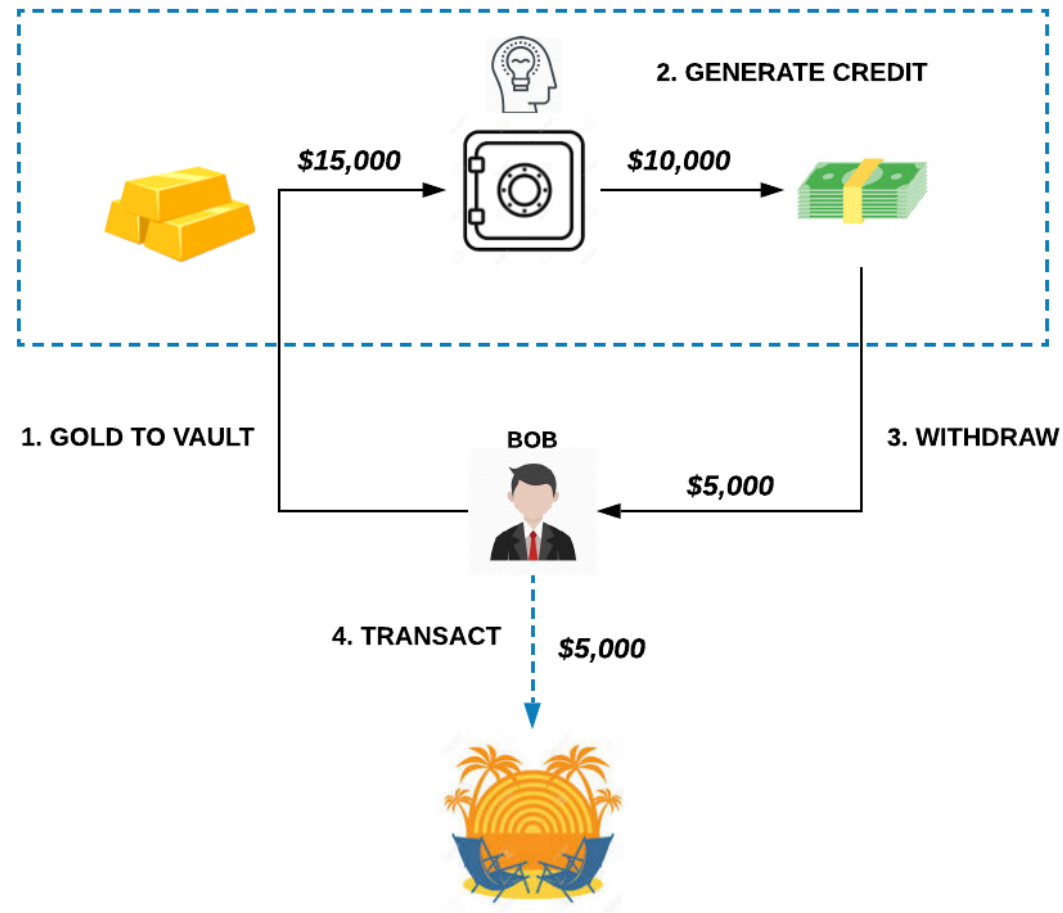 2. GENERATE CREDIT
$15,000
$10,000
1. GOLD TO VAULT
BOB
3. WITHDRAW
$5,000
4. TRANSACT
$5,000